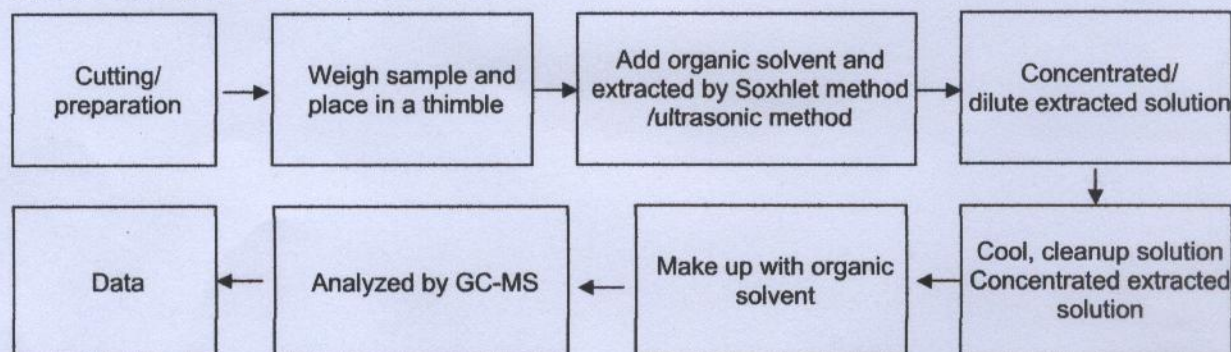 Cutting/
preparation
Weigh sample and
place in a thimble
Add organic solvent and
extracted by Soxhlet method
/ultrasonic method
Concentrated/
dilute extracted solution
Cool, cleanup solution
Concentrated extracted
solution
Make up with organic
solvent
Analyzed by GC-MS
Data